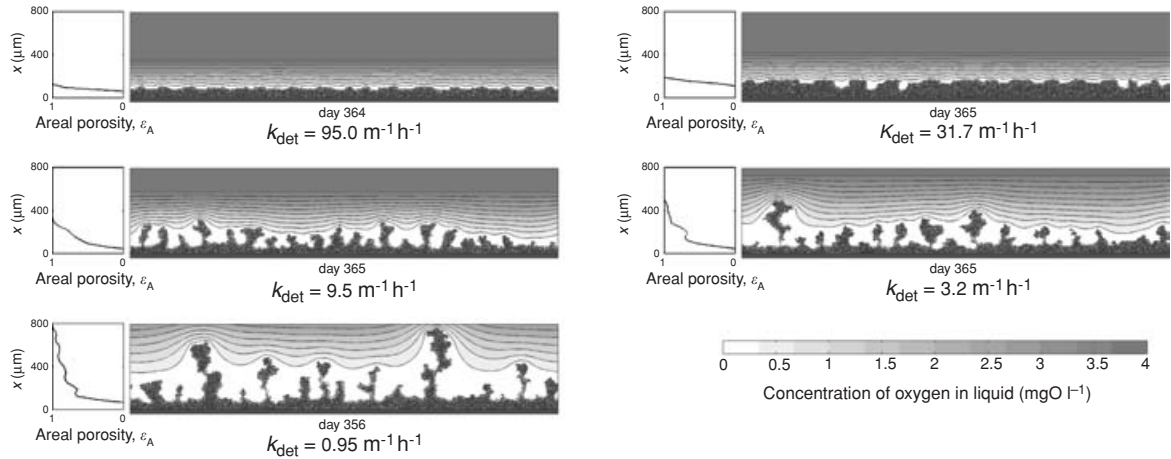 800
400
0
x (μm)
1
0
Areal porosity, εA
day 364
kdet = 95.0 m–1 h-1
800
400
0
x (μm)
1
0
Areal porosity, εA
day 365
Kdet = 31.7 m–1 h-1
800
400
0
x (μm)
1
0
Areal porosity, εA
day 365
kdet = 9.5 m–1 h-1
800
400
0
x (μm)
1
0
Areal porosity, εA
day 365
kdet = 3.2 m–1 h-1
800
400
0
x (μm)
1
0
Areal porosity, εA
day 356
kdet = 0.95 m-1 h-1
0 0.5 1 1.5 2 2.5 3 3.5 4
Concentration of oxygen in liquid (mgO l–1)